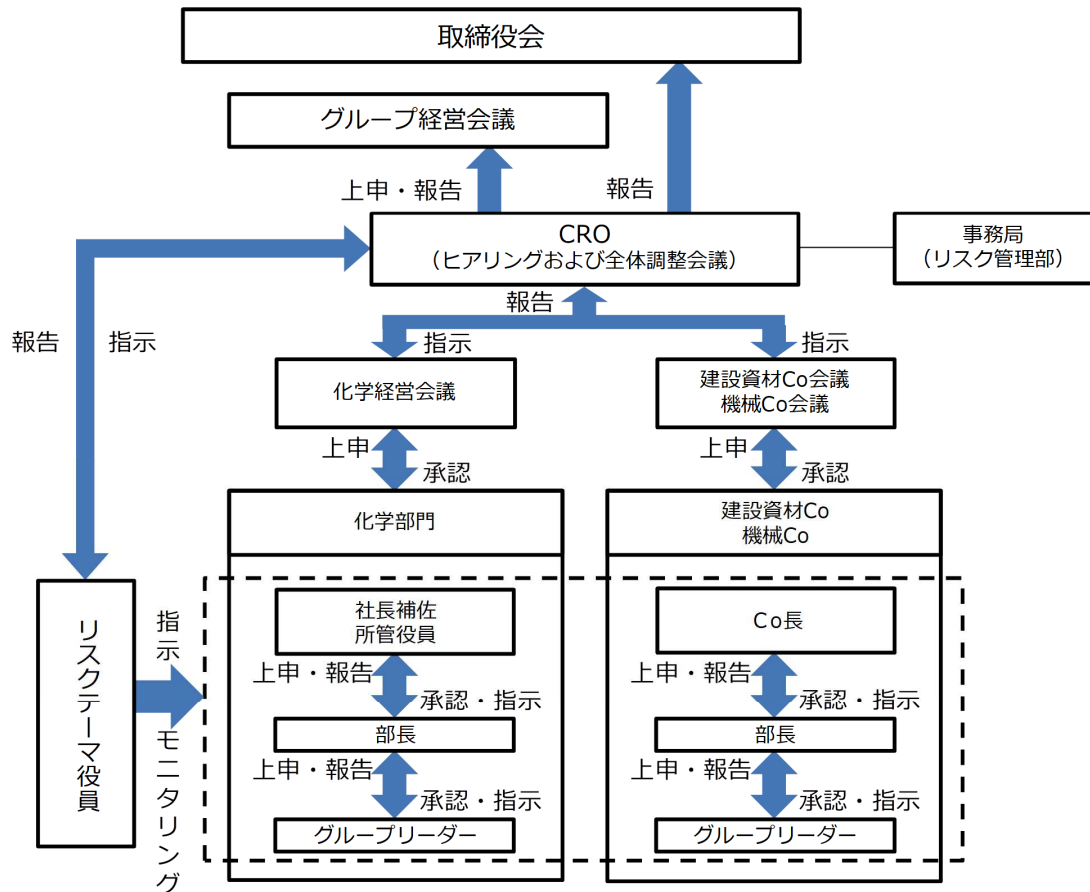 取締役会
グループ経営会議
上申・報告
報告
CRO
（ヒアリングおよび全体調整会議）
事務局
（リスク管理部）
報告
指示
報告
指示
指示
化学経営会議
建設資材Co会議
機械Co会議
上申
承認
上申
承認
化学部門
建設資材Co
機械Co
リスクテーマ役員
指示
モニタリング
社長補佐
所管役員
上申・報告
承認・指示
部長
上申・報告
承認・指示
グループリーダー
Co長
上申・報告
承認・指示
部長
上申・報告
承認・指示
グループリーダー